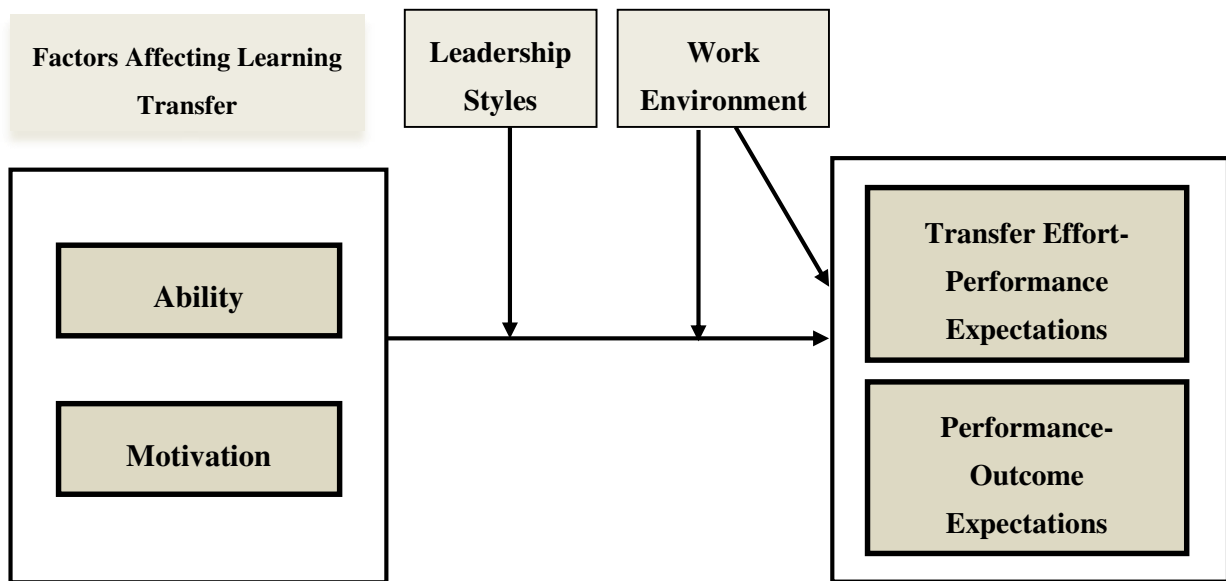 Factors Affecting Learning
Transfer
Leadership
Styles
Work
Environment
Ability
Motivation
Transfer Effort-
Performance
Expectations
Performance-
Outcome
Expectations